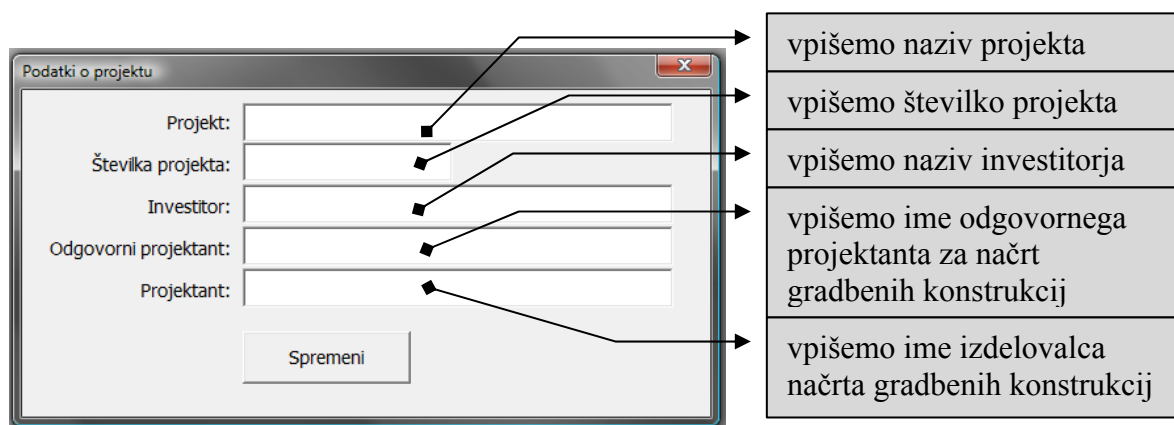 Podatki o projektu
Projekt:
Številka projekta:
Investitor:
Odgovorni projektant:
Projektant:
Spremeni
vpišemo naziv projekta
vpišemo številko projekta
vpišemo naziv investitorja
vpišemo ime odgovornega
projektanta za načrt
gradbenih konstrukcij
vpišemo ime izdelovalca
načrta gradbenih konstrukcij